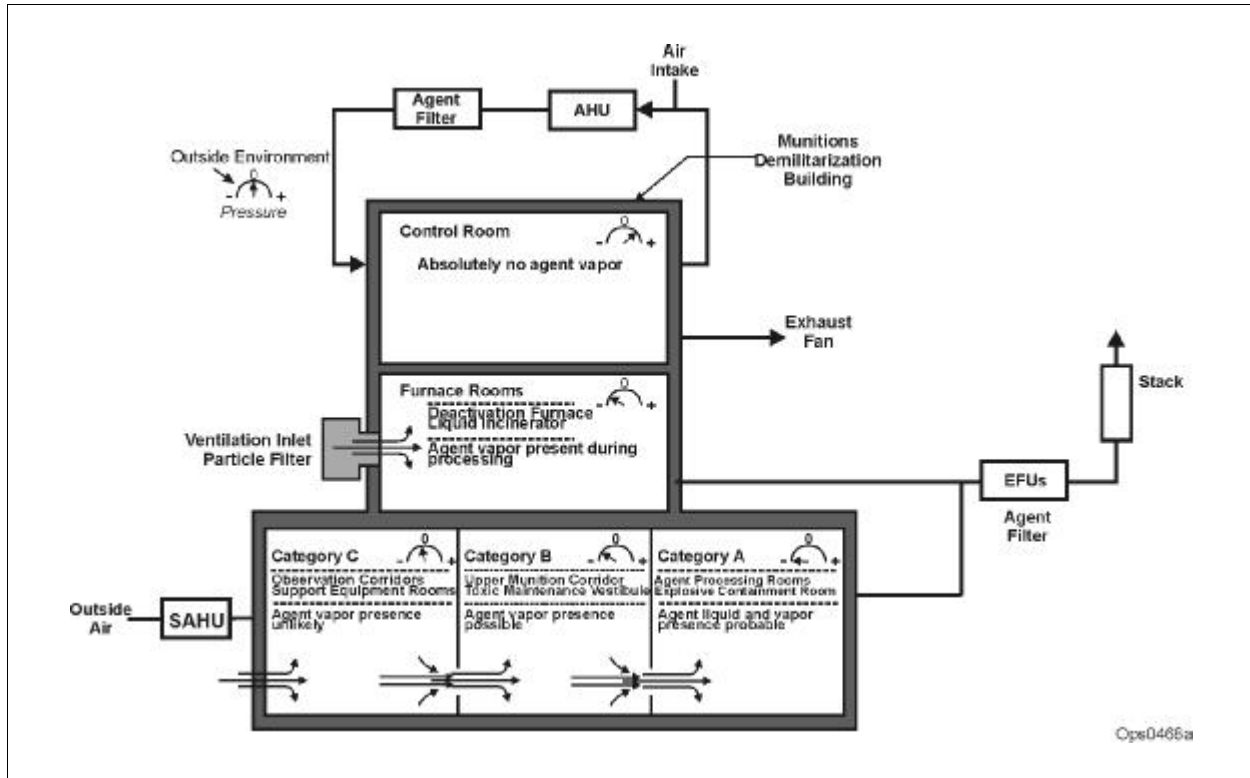 Air
Intake
Agent
Filter
AHU
Outside Environment
0
- +
Pressure
Munitions
Demilitarization
Building
Control Room
0
- +
Absolutely no agent vapor
Exhaust
Fan
Furnace Rooms
0
- +
Deactivation Furnace
Liquid Incinerator
Agent vapor present during
processing
Ventilation Inlet
Particle Filter
Stack
EFUs
Agent
Filter
Category C
0
- +
Observation Corridors
Support Equipment Rooms
Agent vapor presence
unlikely
Category B
0
- +
Upper Munition Corridor
Toxic Maintenance Vestibule
Agent vapor presence
possible
Category A
0
- +
Agent Processing Rooms
Explosive Containment Room
Agent liquid and vapor
presence probable
Outside
Air
SAHU
Ops0466a